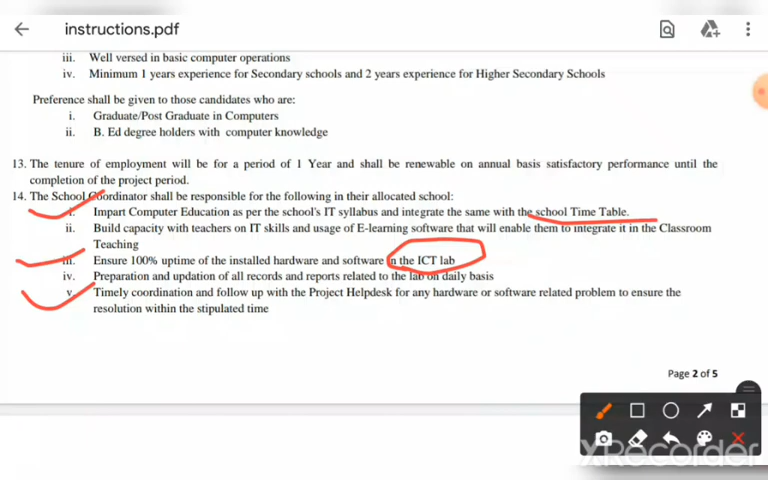 instructions.pdf
iii. Well versed in basic computer operations
iv. Minimum 1 years experience for Secondary schools and 2 years experience for Higher Secondary Schools
Preference shall be given to those candidates who are:
i. Graduate/Post Graduate in Computers
ii. B. Ed degree holders with computer knowledge
13. The tenure of employment will be for a period of 1 Year and shall be renewable on annual basis satisfactory performance until the
completion of the project period.
14. The School Coordinator shall be responsible for the following in their allocated school:
i. Impart Computer Education as per the school's IT syllabus and integrate the same with the school Time Table.
ii. Build capacity with teachers on IT skills and usage of E-learning software that will enable them to integrate it in the Classroom
Teaching
iii. Ensure 100% uptime of the installed hardware and software in the ICT lab
iv. Preparation and updation of all records and reports related to the lab on daily basis
v. Timely coordination and follow up with the Project Helpdesk for any hardware or software related problem to ensure the
resolution within the stipulated time
Page 2 of 5
XRecorder